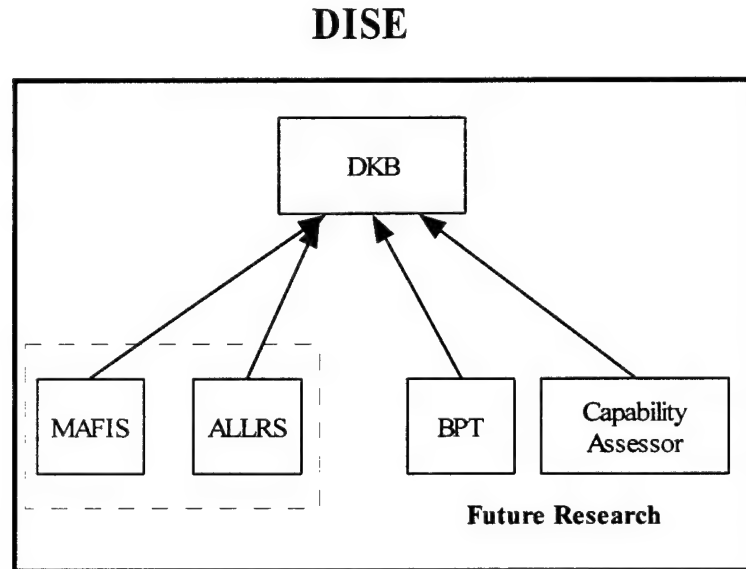 DISE
DKB
MAFIS
ALLRS
BPT
Capability
Assessor
Future Research